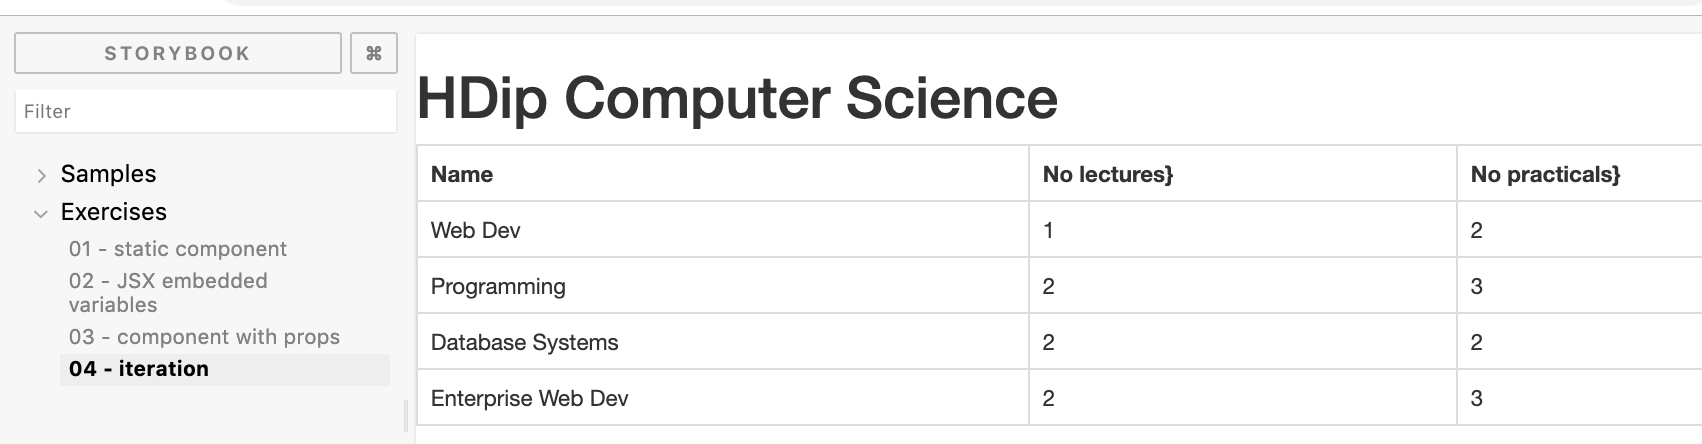 STORYBOOK ⌘
Filter
Samples
Exercises
01 - static component
02 - JSX embedded
variables
03 - component with props
04 - iteration
HDip Computer Science
Name No lectures} No practicals}
Web Dev 1 2
Programming 2 3
Database Systems 2 2
Enterprise Web Dev 2 3